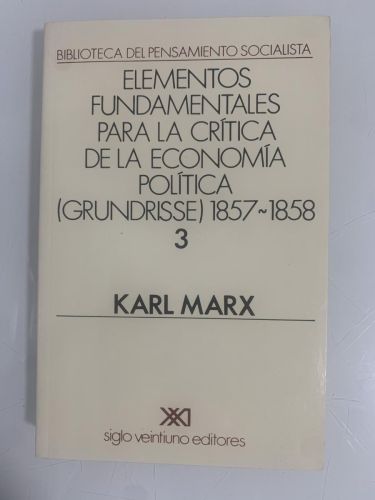 BIBLIOTECA DEL PENSAMIENTO SOCIALISTA
ELEMENTOS
FUNDAMENTALES
PARA LA CRÍTICA
DE LA ECONOMÍA
POLÍTICA
(GRUNDRISSE) 1857~1858
3
KARL MARX
XXI
siglo veintiuno editores